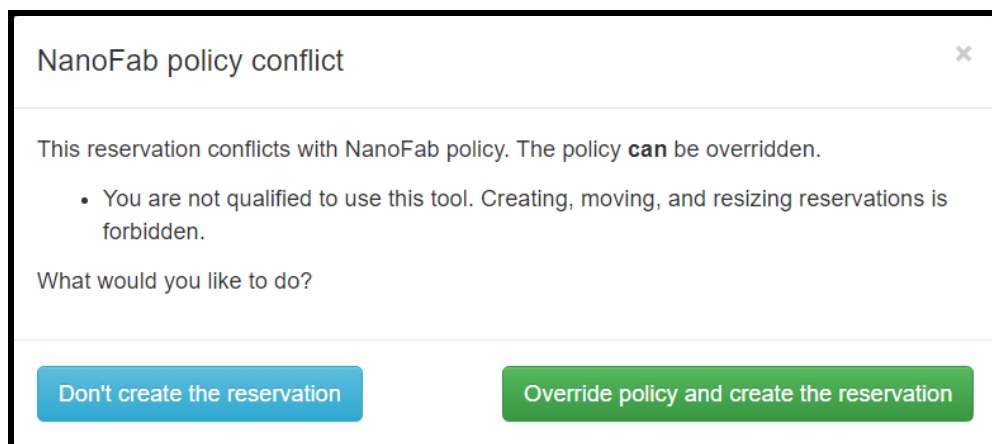 NanoFab policy conflict
×
This reservation conflicts with NanoFab policy. The policy can be overridden.
• You are not qualified to use this tool. Creating, moving, and resizing reservations is
forbidden.
What would you like to do?
Don't create the reservation
Override policy and create the reservation